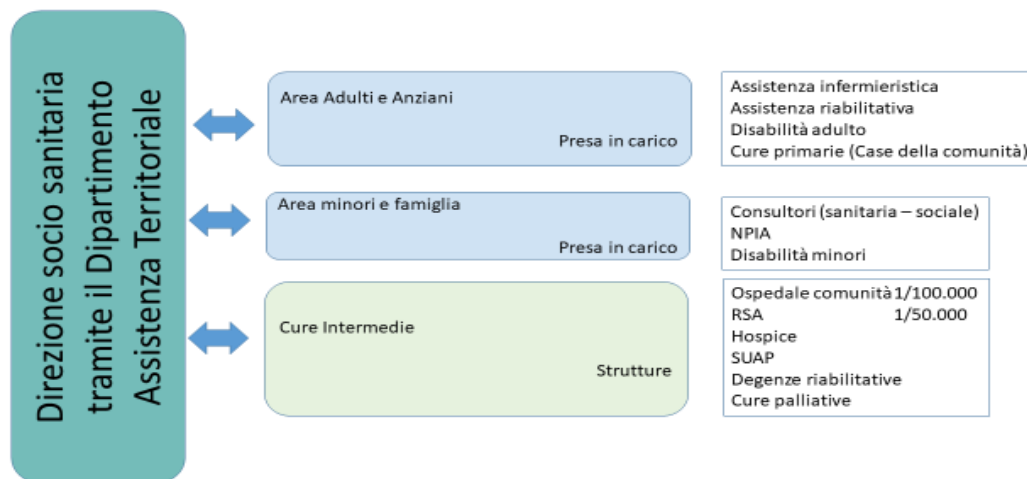 Direzione socio sanitaria
tramite il Dipartimento
Assistenza Territoriale
Area Adulti e Anziani
Presa in carico
Assistenza infermieristica
Assistenza riabilitativa
Disabilità adulto
Cure primarie (Case della comunità)
Area minori e famiglia
Presa in carico
Consultori (sanitaria – sociale)
NPIA
Disabilità minori
Cure Intermedie
Strutture
Ospedale comunità 1/100.000
RSA 1/50.000
Hospice
SUAP
Degenze riabilitative
Cure palliative